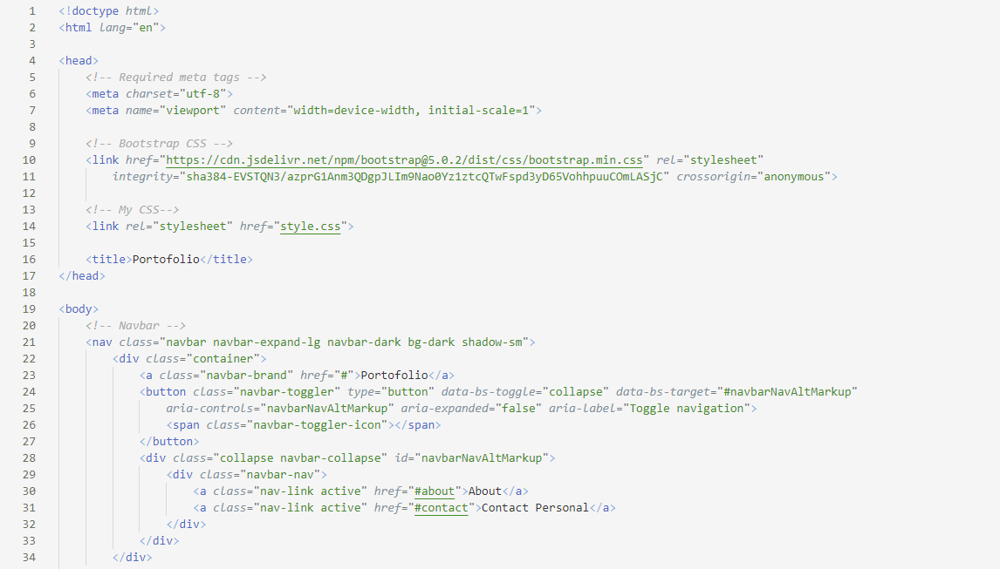 1 <!doctype html>
2 <html lang="en">
3
4 <head>
5 <!-- Required meta tags -->
6 <meta charset="utf-8">
7 <meta name="viewport" content="width=device-width, initial-scale=1">
8
9 <!-- Bootstrap CSS -->
10 <link href="https://cdn.jsdelivr.net/npm/bootstrap@5.0.2/dist/css/bootstrap.min.css" rel="stylesheet"
11 integrity="sha384-EVSTQN3/azprG1Anm3QDgpJLIm9Nao0Yz1ztcQTwFspd3yD65VohhpuuCOmLASjC" crossorigin="anonymous">
12
13 <!-- My CSS-->
14 <link rel="stylesheet" href="style.css">
15
16 <title>Portofolio</title>
17 </head>
18
19 <body>
20 <!-- Navbar -->
21 <nav class="navbar navbar-expand-lg navbar-dark bg-dark shadow-sm">
22 <div class="container">
23 <a class="navbar-brand" href="#">Portofolio</a>
24 <button class="navbar-toggler" type="button" data-bs-toggle="collapse" data-bs-target="#navbarNavAltMarkup"
25 aria-controls="navbarNavAltMarkup" aria-expanded="false" aria-label="Toggle navigation">
26 <span class="navbar-toggler-icon"></span>
27 </button>
28 <div class="collapse navbar-collapse" id="navbarNavAltMarkup">
29 <div class="navbar-nav">
30 <a class="nav-link active" href="#about">About</a>
31 <a class="nav-link active" href="#contact">Contact Personal</a>
32 </div>
33 </div>
34 </div>